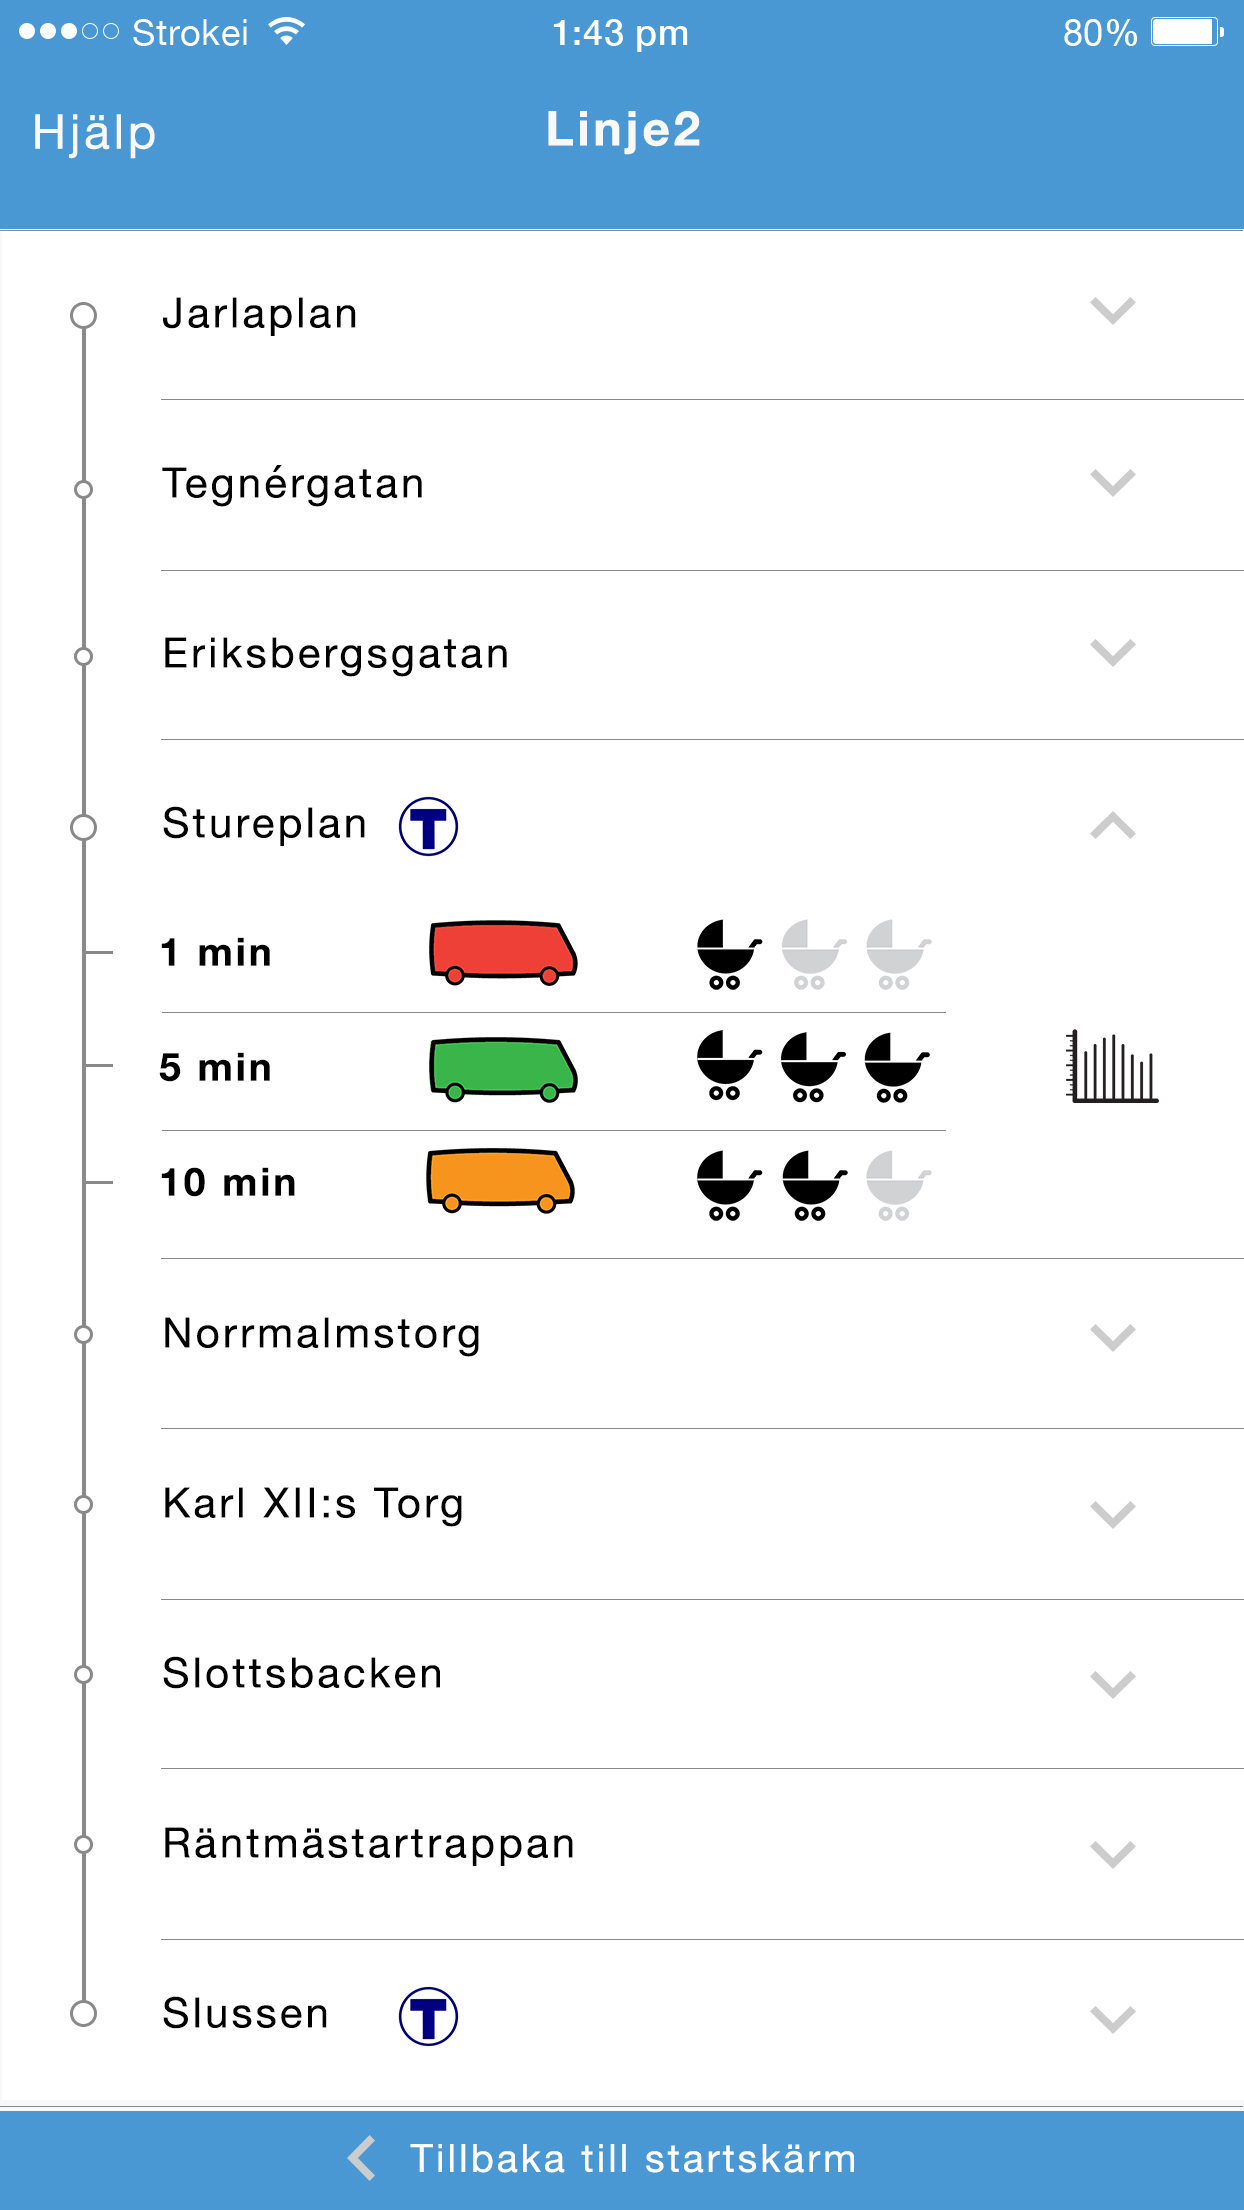 Strokei 1:43 pm 80%
Hjälp Linje2
Jarlaplan
Tegnérgatan
Eriksbergsgatan
Stureplan T
1 min
5 min
10 min
Norrmalmstorg
Karl XII:s Torg
Slottsbacken
Räntmästartrappan
Slussen T
Tillbaka till startskärm